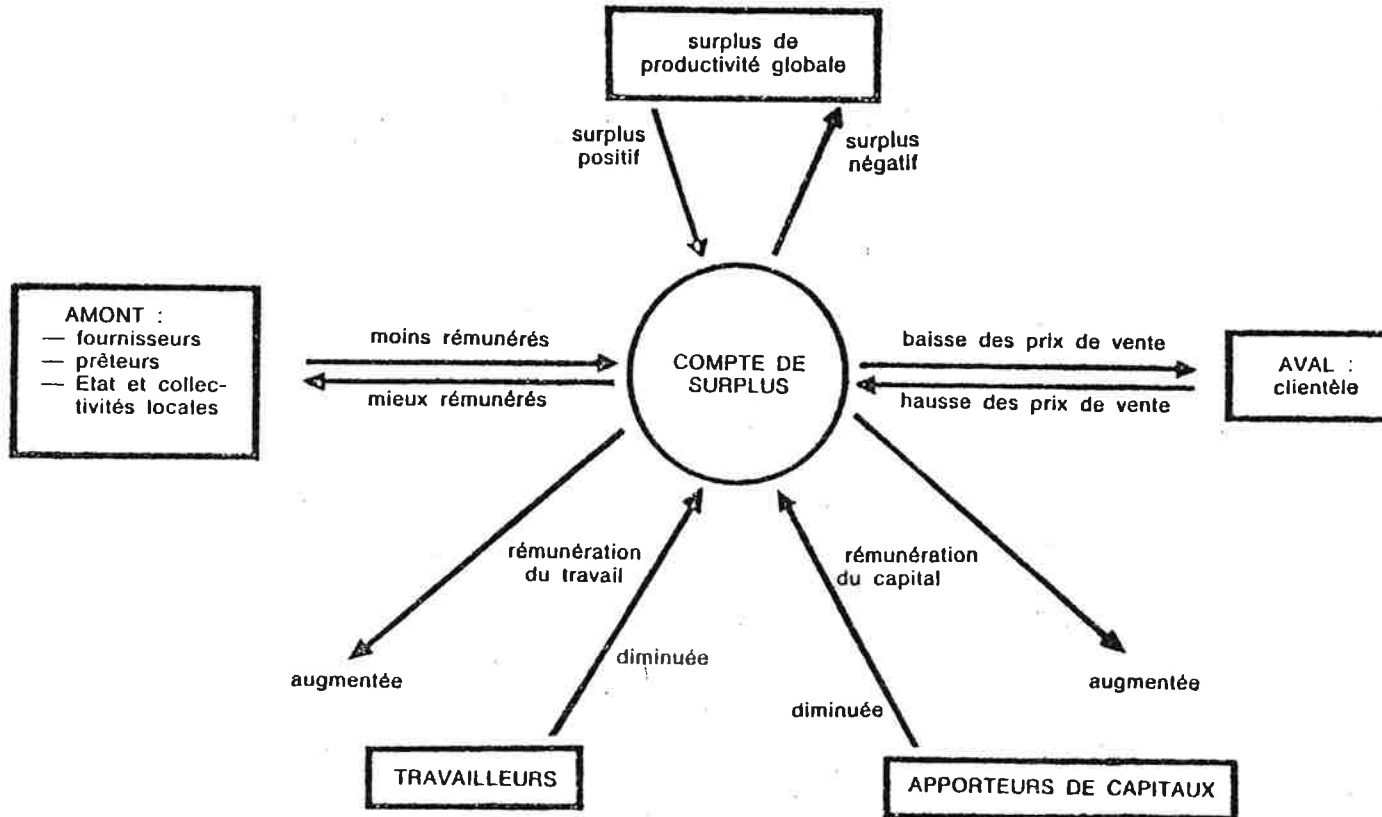 surplus de
productivité globale
surplus
positif
surplus
négatif
AMONT :
— fournisseurs
— prêteurs
— Etat et collec-
tivités locales
moins rémunérés
mieux rémunérés
COMPTE DE
SURPLUS
baisse des prix de vente
hausse des prix de vente
AVAL :
clientèle
rémunération
du travail
rémunération
du capital
augmentée
diminuée
diminuée
augmentée
TRAVAILLEURS
APPORTEURS DE CAPITAUX